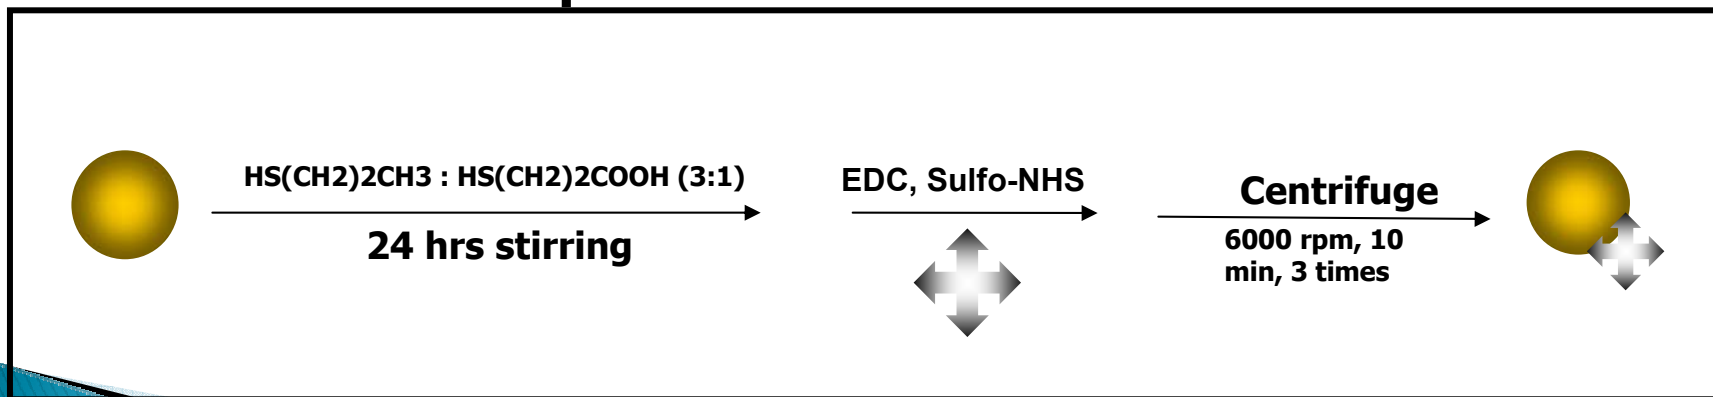 HS(CH2)2CH3 : HS(CH2)2COOH (3:1)
24 hrs stirring
EDC, Sulfo-NHS
Centrifuge
6000 rpm, 10
min, 3 times